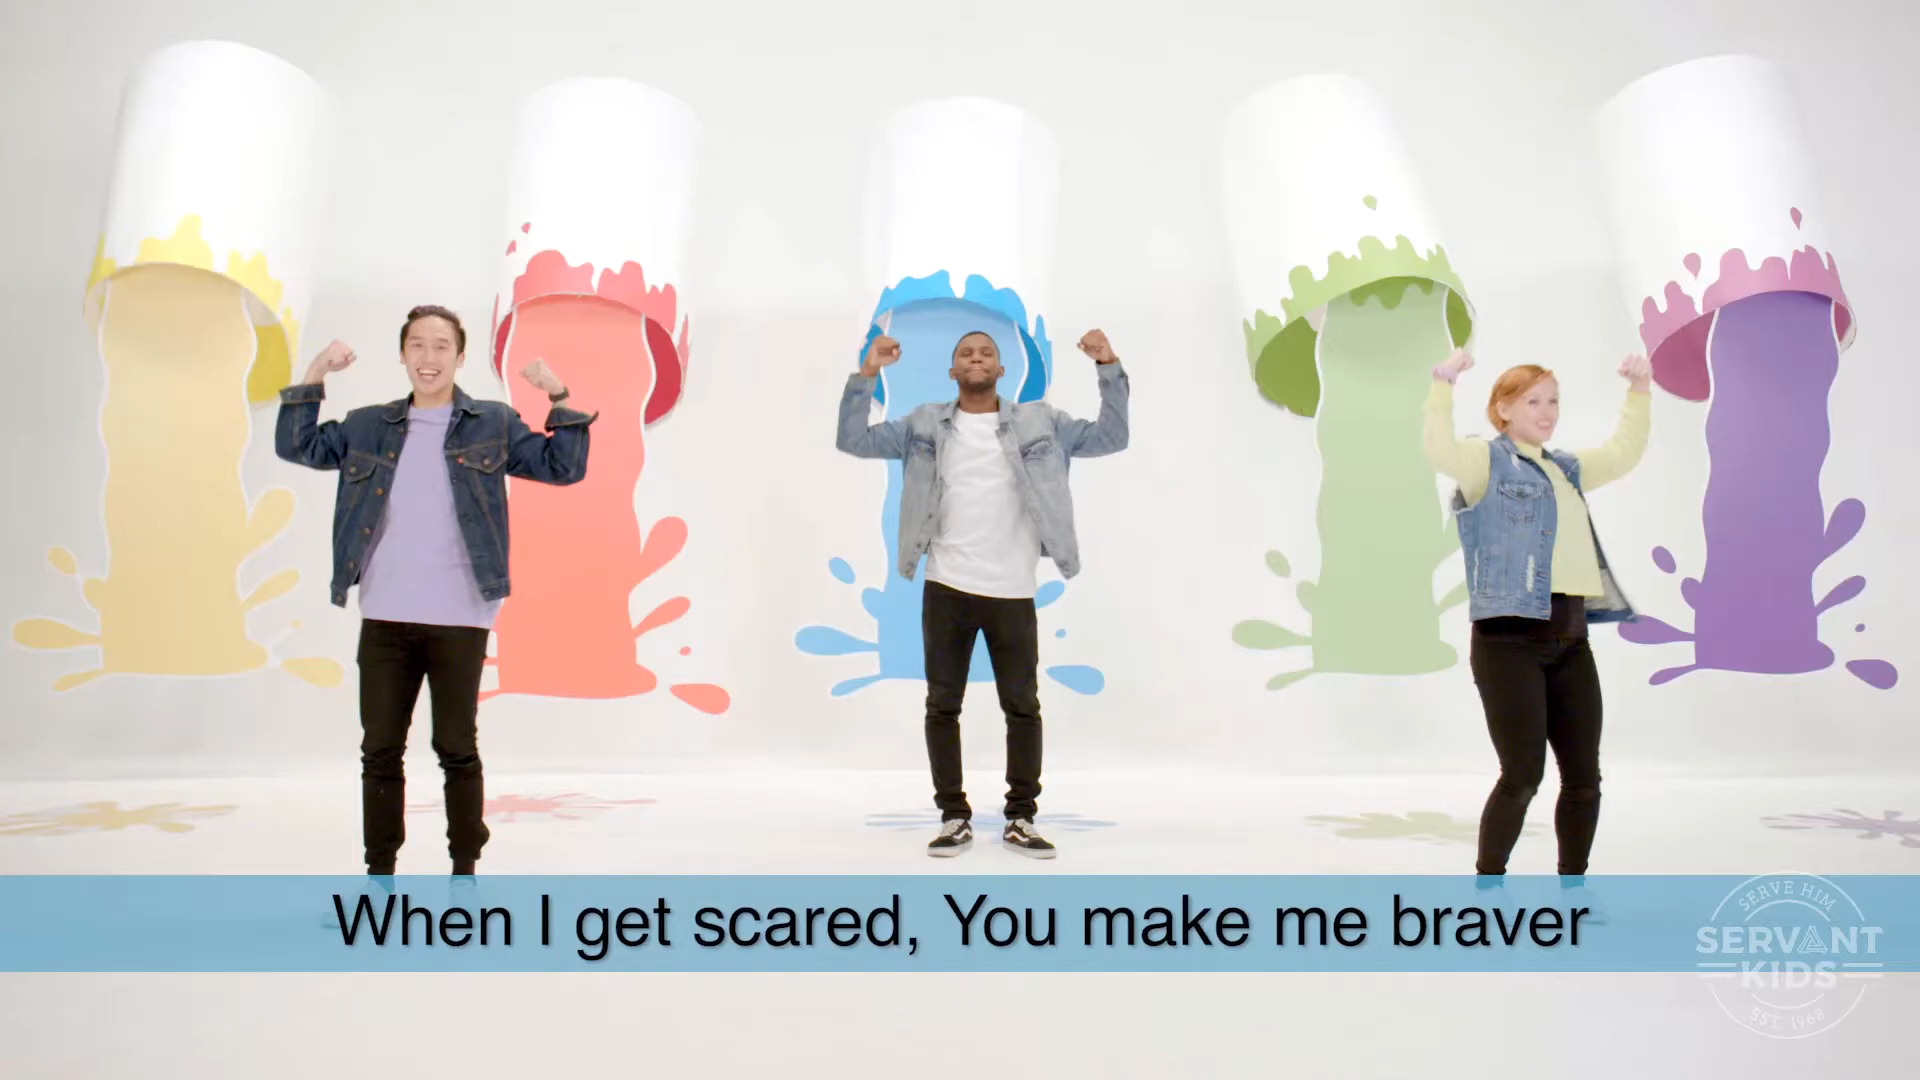 When I get scared, You make me braver
SERVE HIM
SERVANT
KIDS
EST 1968